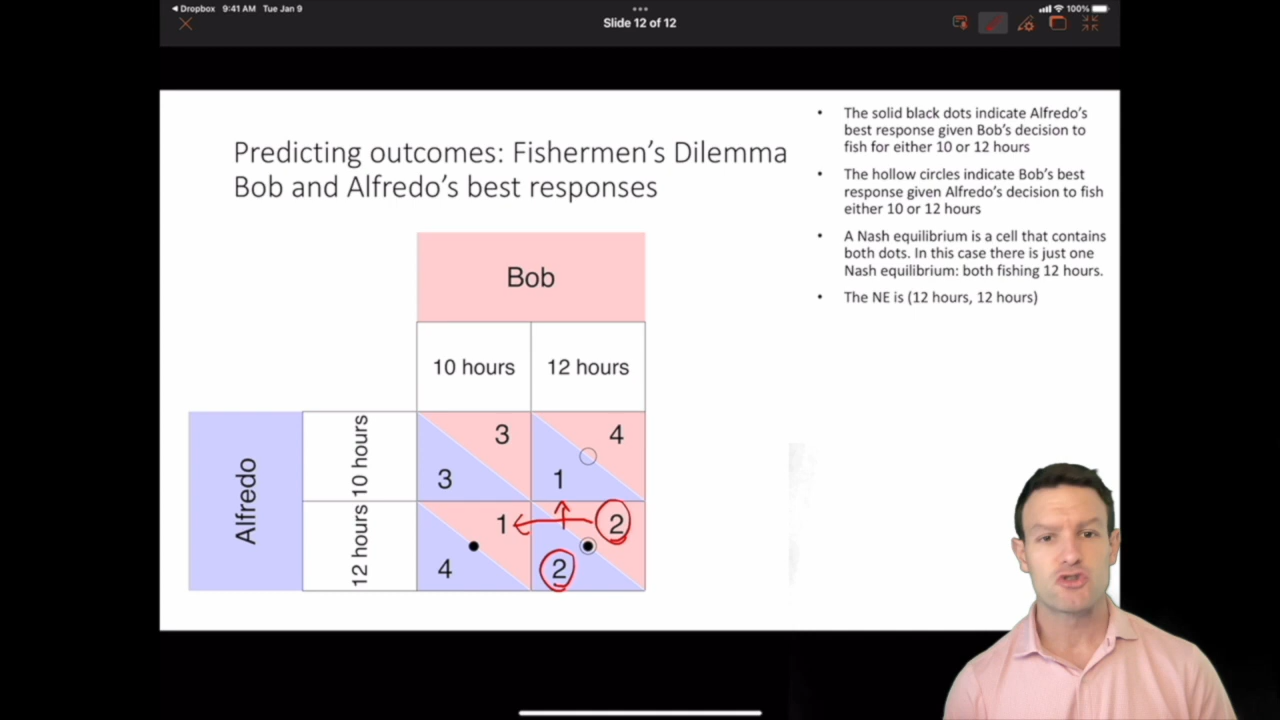 ◀ Dropbox 9:41 AM Tue Jan 9
100%
Slide 12 of 12
Predicting outcomes: Fishermen's Dilemma
Bob and Alfredo's best responses
• The solid black dots indicate Alfredo's
best response given Bob's decision to
fish for either 10 or 12 hours
• The hollow circles indicate Bob's best
response given Alfredo's decision to fish
either 10 or 12 hours
• A Nash equilibrium is a cell that contains
both dots. In this case there is just one
Nash equilibrium: both fishing 12 hours.
• The NE is (12 hours, 12 hours)
Bob
10 hours 12 hours
Alfredo
10 hours
3 4
3 1
12 hours
1 2
4 2